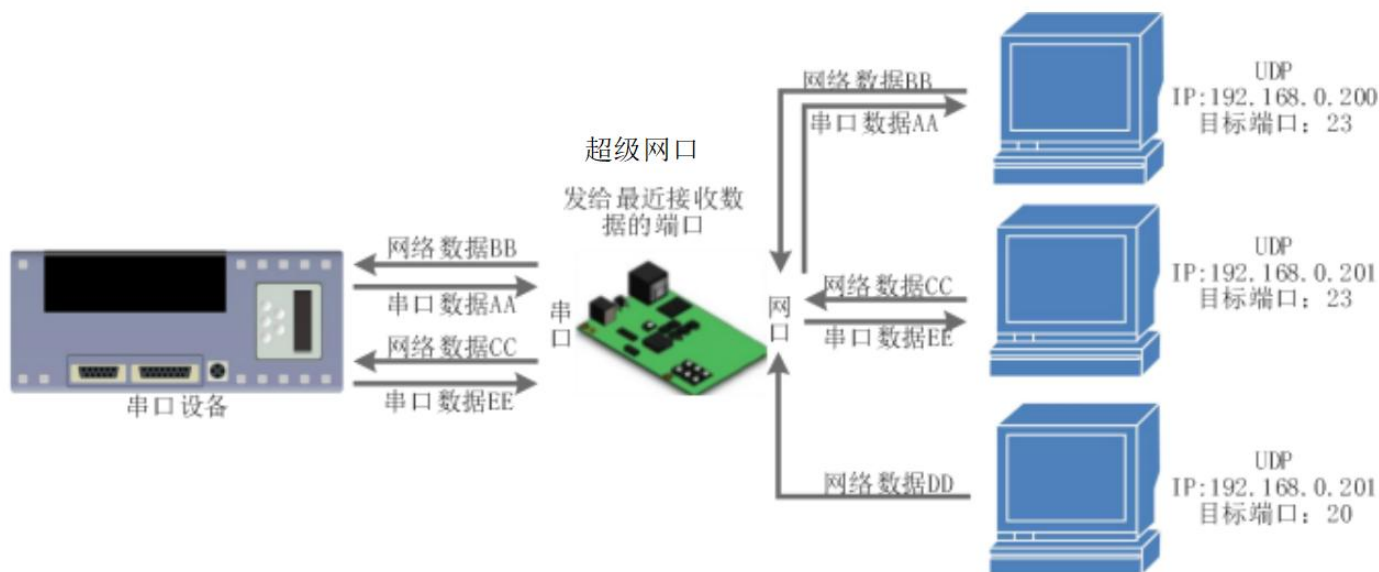 网络数据BB
串口数据AA
UDP
IP:192.168.0.200
目标端口：23
超级网口
发给最近接收数
据的端口
网络数据BB
串口数据AA
网络数据CC
串口数据EE
串口设备
串口
网口
网络数据CC
串口数据EE
UDP
IP:192.168.0.201
目标端口：23
网络数据DD
UDP
IP:192.168.0.201
目标端口：20